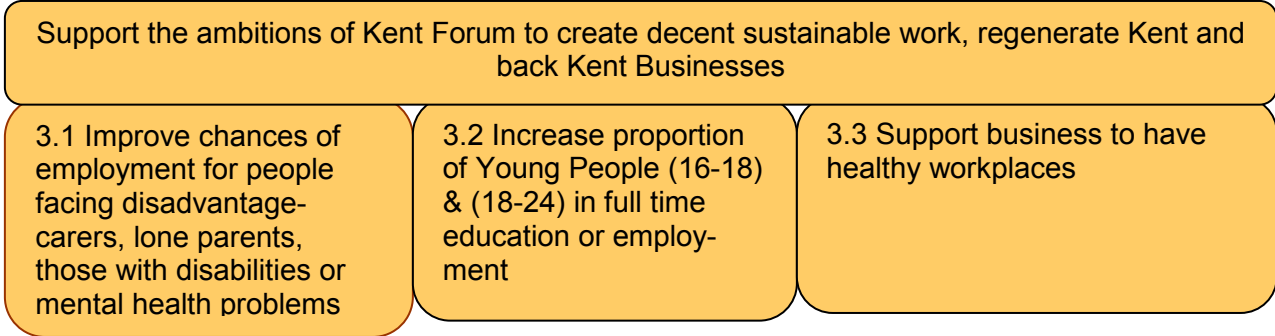 Support the ambitions of Kent Forum to create decent sustainable work, regenerate Kent and
back Kent Businesses
3.1 Improve chances of
employment for people
facing disadvantage-
carers, lone parents,
those with disabilities or
mental health problems
3.2 Increase proportion
of Young People (16-18)
& (18-24) in full time
education or employ-
ment
3.3 Support business to have
healthy workplaces